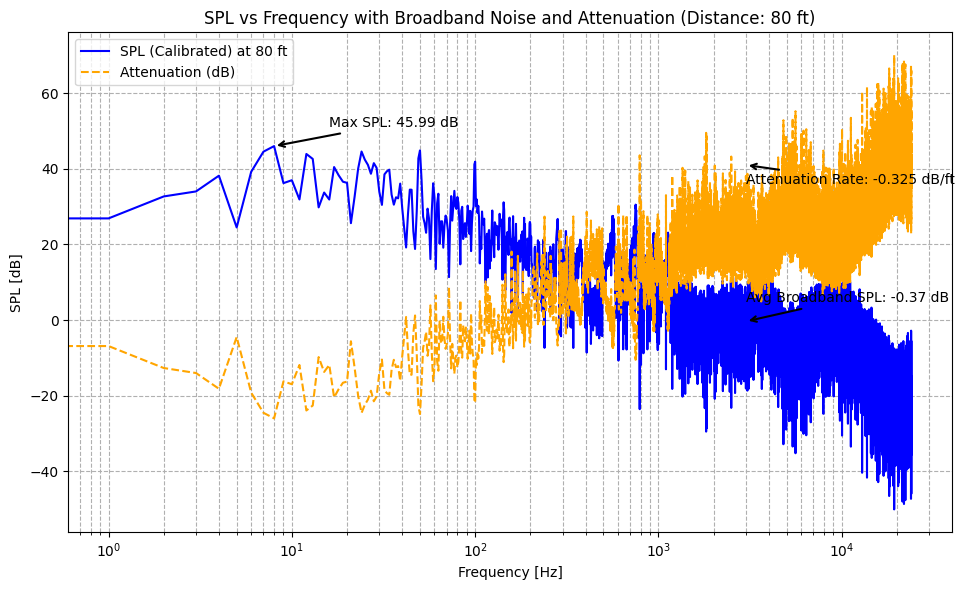 SPL vs Frequency with Broadband Noise and Attenuation (Distance: 80 ft)
SPL (Calibrated) at 80 ft
Attenuation (dB)
Max SPL: 45.99 dB
Attenuation Rate: -0.325 dB/ft
Avg Broadband SPL: -0.37 dB
SPL [dB]
60
40
20
0
−20
−40
10⁰
10¹
10²
10³
10⁴
Frequency [Hz]